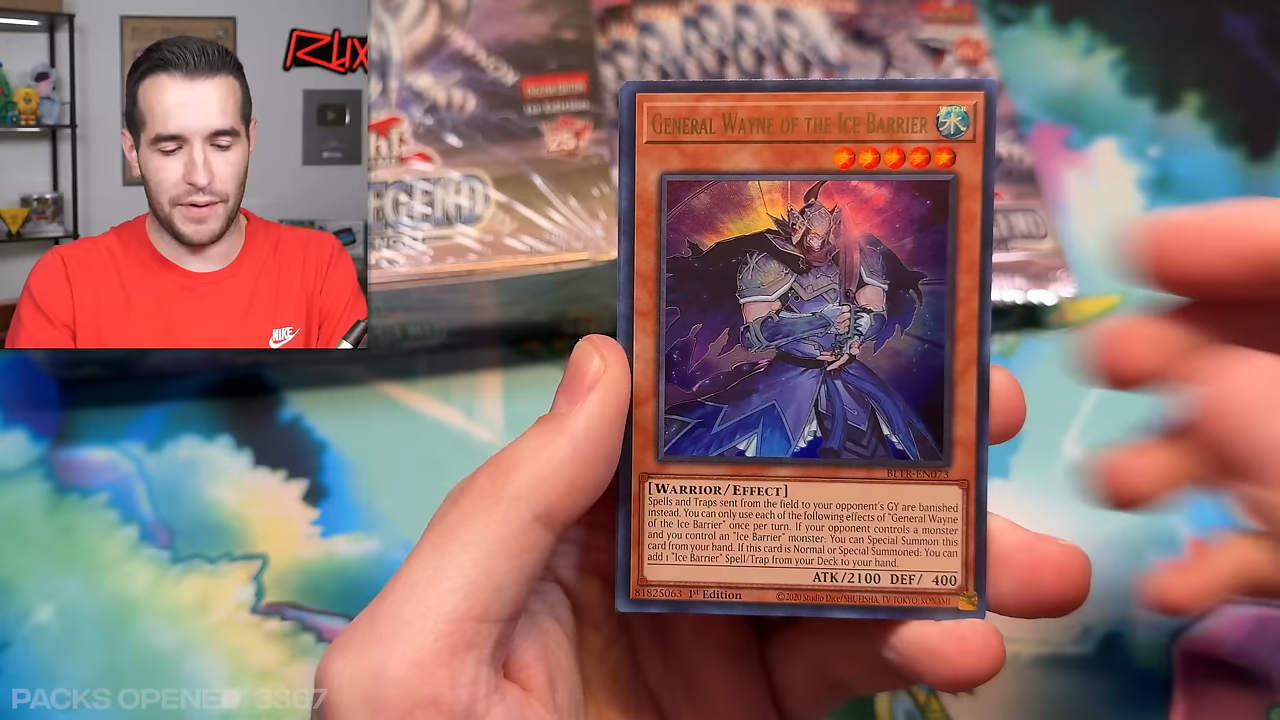 RUX
NIKE
LEGEND
25
GENERAL WAYNE OF THE ICE BARRIER
WATER
水
BLTR-EN073
[WARRIOR/EFFECT]
Spells and Traps sent from the field to your opponent's GY are banished
instead. You can only use each of the following effects of "General Wayne
of the Ice Barrier" once per turn. If your opponent controls a monster
and you control an "Ice Barrier" monster: You can Special Summon this
card from your hand. If this card is Normal or Special Summoned: You can
add 1 "Ice Barrier" Spell/Trap from your Deck to your hand.
ATK/2100 DEF/ 400
81825063 1st Edition
©2020 Studio Dice/SHUEISHA, TV TOKYO, KONAMI
PACKS OPENED: 3367